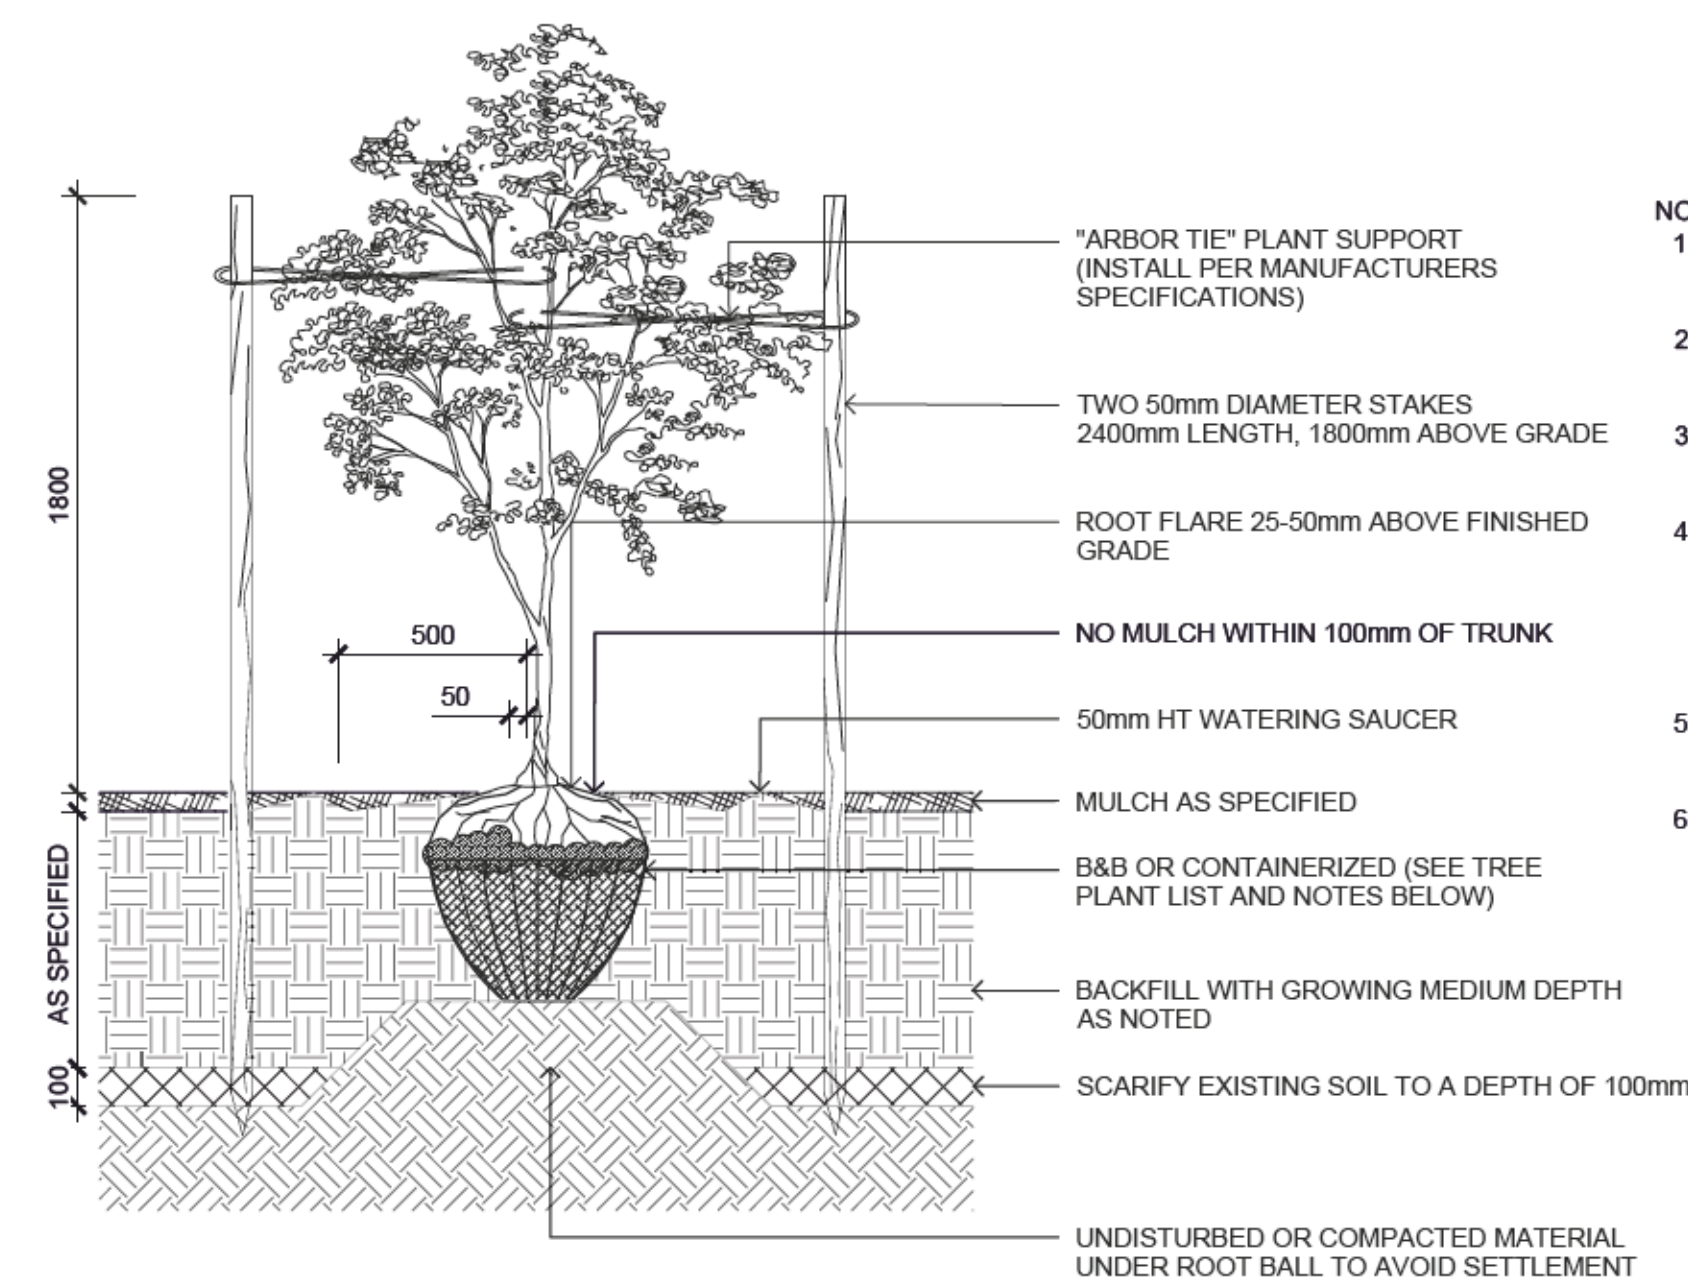 "ARBOR TIE" PLANT SUPPORT
(INSTALL PER MANUFACTURERS
SPECIFICATIONS)
TWO 50mm DIAMETER STAKES
2400mm LENGTH, 1800mm ABOVE GRADE
ROOT FLARE 25-50mm ABOVE FINISHED
GRADE
NO MULCH WITHIN 100mm OF TRUNK
50mm HT WATERING SAUCER
MULCH AS SPECIFIED
B&B OR CONTAINERIZED (SEE TREE
PLANT LIST AND NOTES BELOW)
BACKFILL WITH GROWING MEDIUM DEPTH
AS NOTED
SCARIFY EXISTING SOIL TO A DEPTH OF 100mm
UNDISTURBED OR COMPACTED MATERIAL
UNDER ROOT BALL TO AVOID SETTLEMENT
1800
500
50
AS SPECIFIED
100
1
2
3
4
5
6